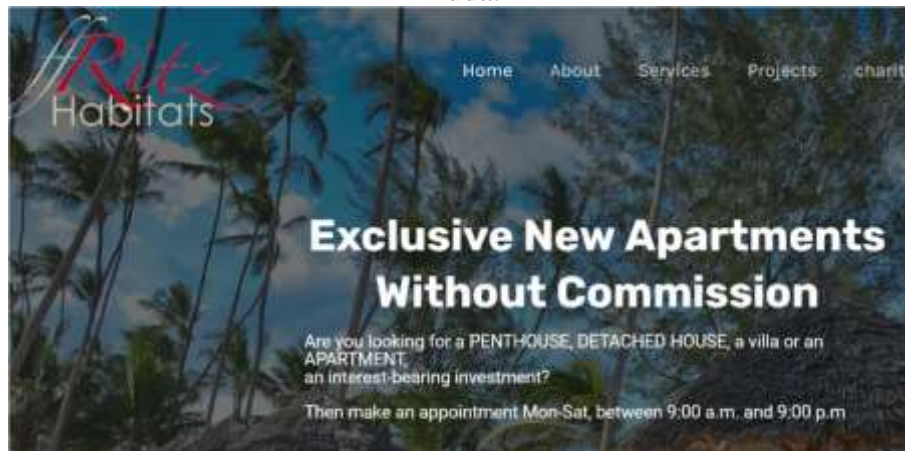 Ritz
Habitats
Home About Services Projects charit
Exclusive New Apartments
Without Commission
Are you looking for a PENTHOUSE, DETACHED HOUSE, a villa or an
APARTMENT,
an interest-bearing investment?
Then make an appointment Mon-Sat, between 9:00 a.m. and 9:00 p.m